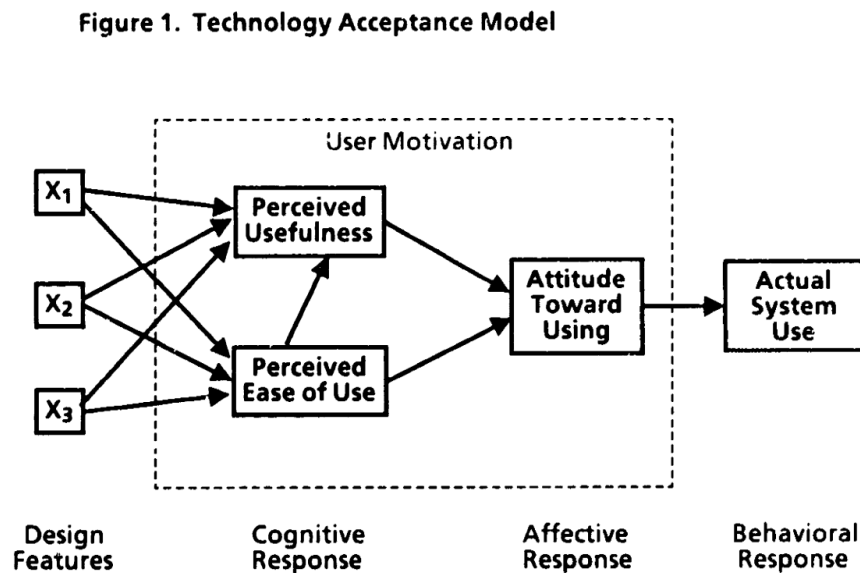 Figure 1. Technology Acceptance Model
User Motivation
X1
Perceived
Usefulness
X2
Attitude
Toward
Using
Actual
System
Use
Perceived
Ease of Use
X3
Design
Features
Cognitive
Response
Affective
Response
Behavioral
Response